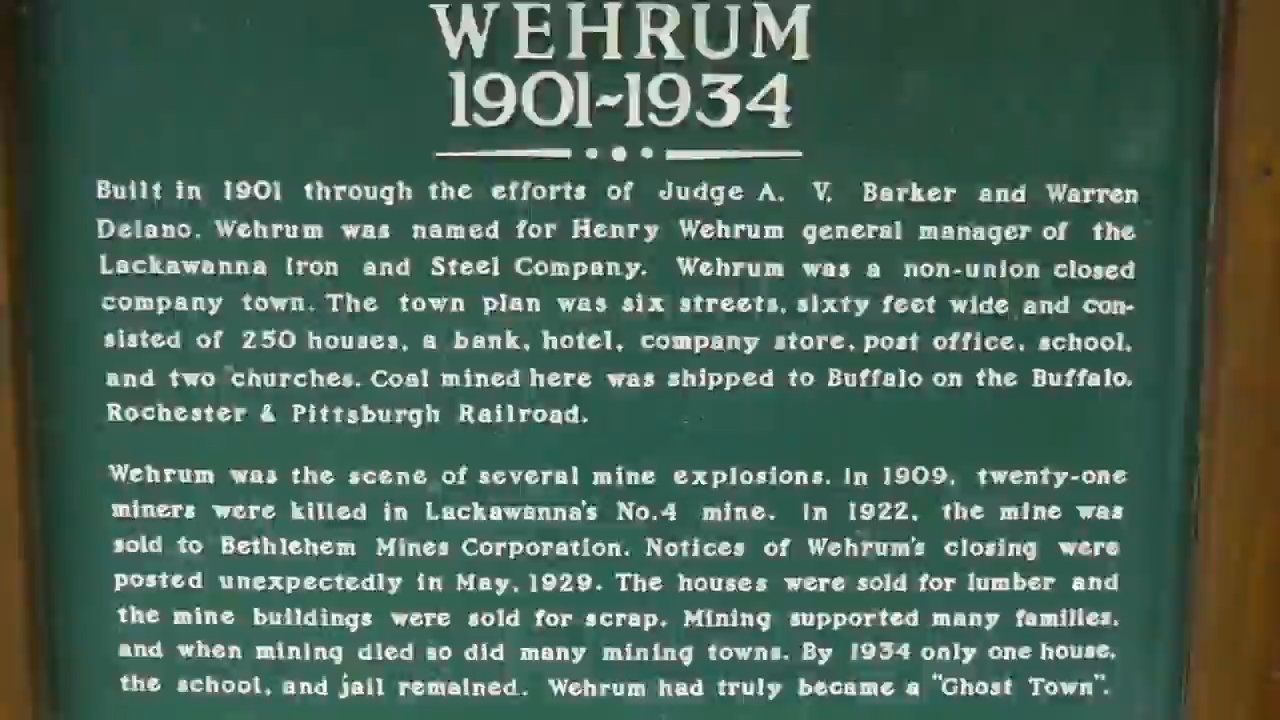 WEHRUM
1901~1934
Built in 1901 through the efforts of Judge A. V. Barker and Warren
Delano. Wehrum was named for Henry Wehrum general manager of the
Lackawanna Iron and Steel Company. Wehrum was a non-union closed
company town. The town plan was six streets, sixty feet wide and con-
sisted of 250 houses, a bank, hotel, company store, post office, school,
and two churches. Coal mined here was shipped to Buffalo on the Buffalo,
Rochester & Pittsburgh Railroad.
Wehrum was the scene of several mine explosions. In 1909, twenty-one
miners were killed in Lackawanna's No.4 mine. In 1922, the mine was
sold to Bethlehem Mines Corporation. Notices of Wehrum's closing were
posted unexpectedly in May, 1929. The houses were sold for lumber and
the mine buildings were sold for scrap. Mining supported many families,
and when mining died so did many mining towns. By 1934 only one house,
the school, and jail remained. Wehrum had truly became a "Ghost Town".